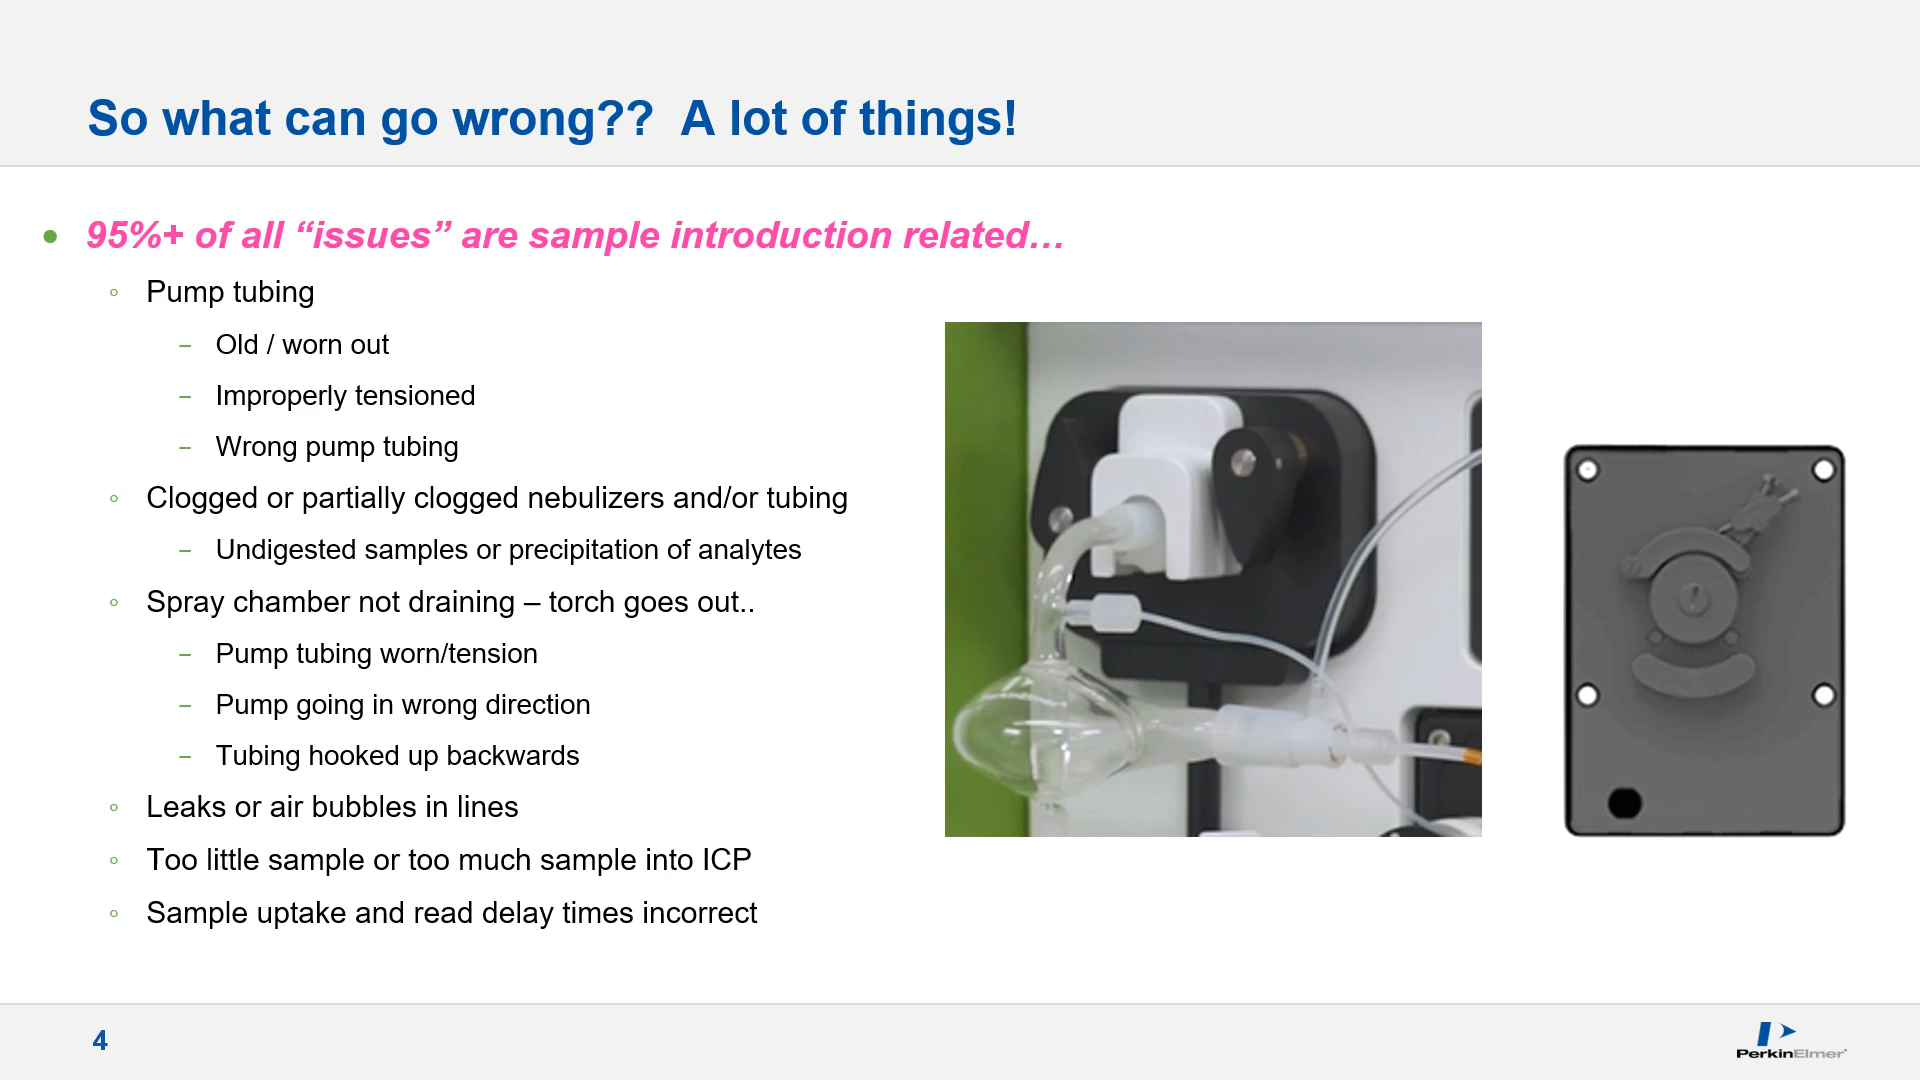 So what can go wrong??  A lot of things!
• 95%+ of all “issues” are sample introduction related…
◦ Pump tubing
– Old / worn out
– Improperly tensioned
– Wrong pump tubing
◦ Clogged or partially clogged nebulizers and/or tubing
– Undigested samples or precipitation of analytes
◦ Spray chamber not draining – torch goes out..
– Pump tubing worn/tension
– Pump going in wrong direction
– Tubing hooked up backwards
◦ Leaks or air bubbles in lines
◦ Too little sample or too much sample into ICP
◦ Sample uptake and read delay times incorrect
4
PerkinElmer